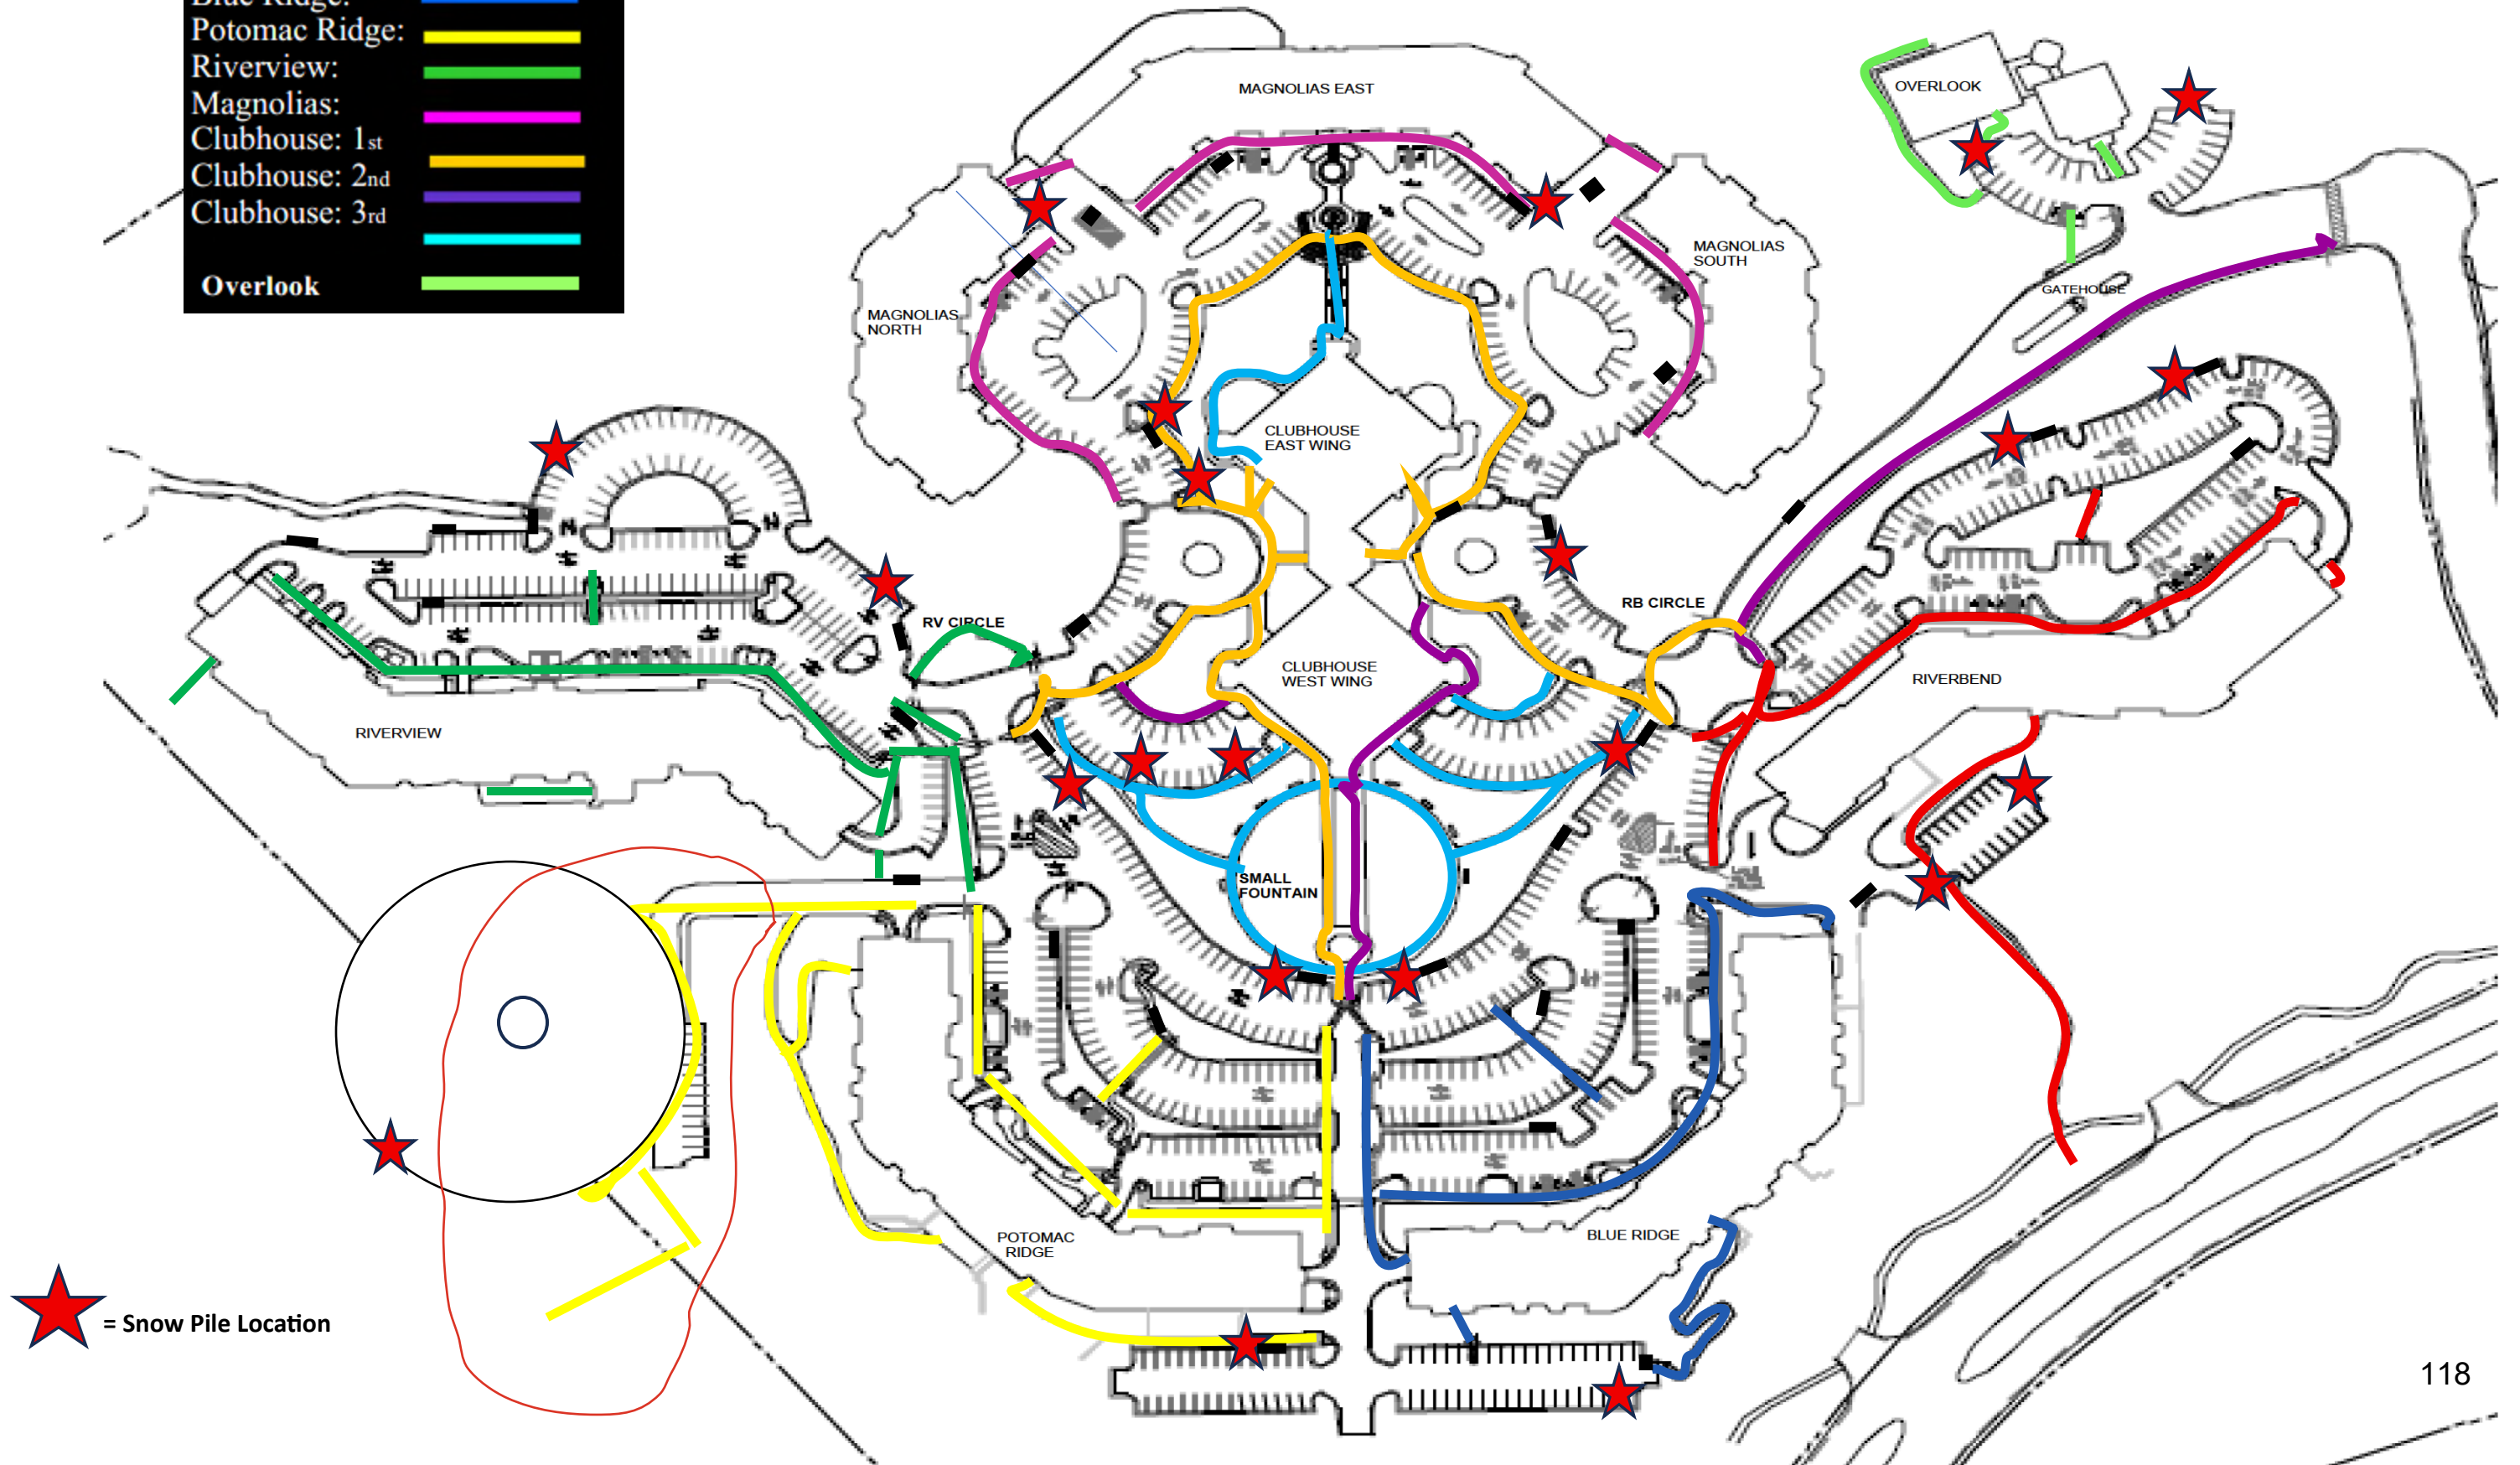 Blue Ridge:
Potomac Ridge:
Riverview:
Magnolias:
Clubhouse: 1st
Clubhouse: 2nd
Clubhouse: 3rd
Overlook
MAGNOLIAS EAST
OVERLOOK
MAGNOLIAS
SOUTH
GATEHOUSE
MAGNOLIAS
NORTH
CLUBHOUSE
EAST WING
RB CIRCLE
RV CIRCLE
CLUBHOUSE
WEST WING
RIVERBEND
RIVERVIEW
SMALL
FOUNTAIN
POTOMAC
RIDGE
BLUE RIDGE
= Snow Pile Location
118